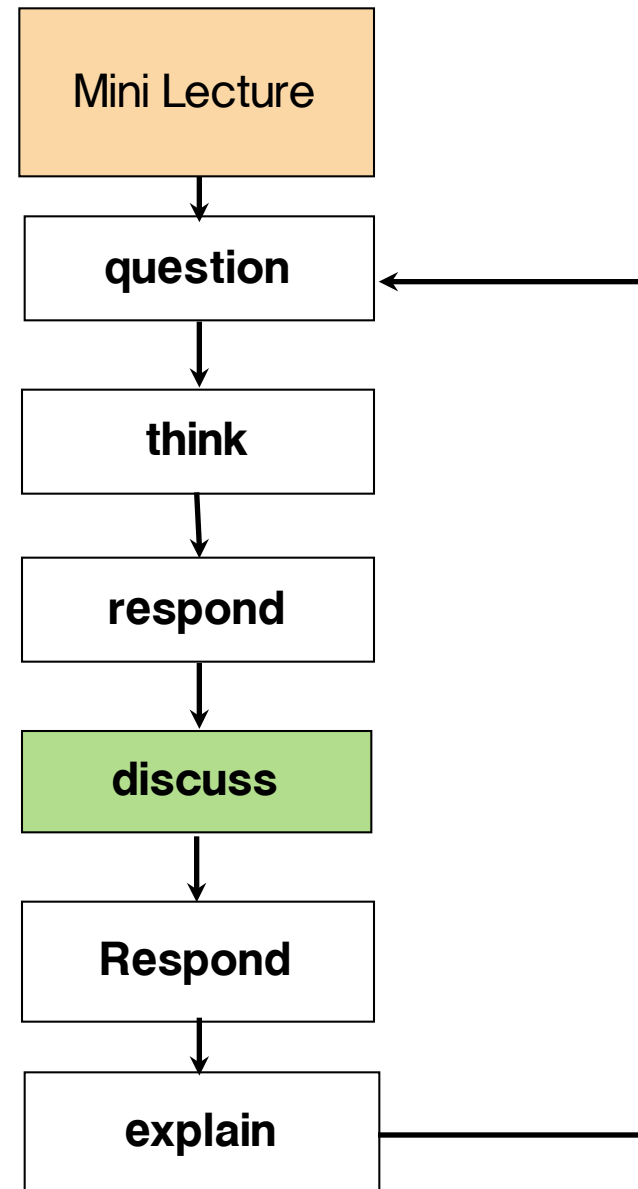 Mini Lecture
question
think
respond
discuss
Respond
explain